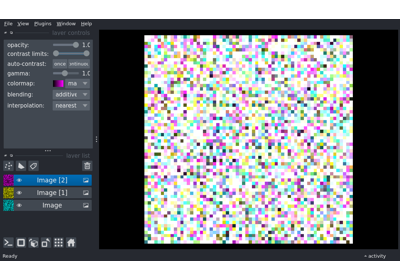 File View Plugins Window Help
layer controls
opacity: 1.0
contrast limits:
auto-contrast: once
gamma: 1.0
colormap: ma
blending: additive
interpolation: nearest
layer list
Image [2]
Image [1]
Image
Ready
activity